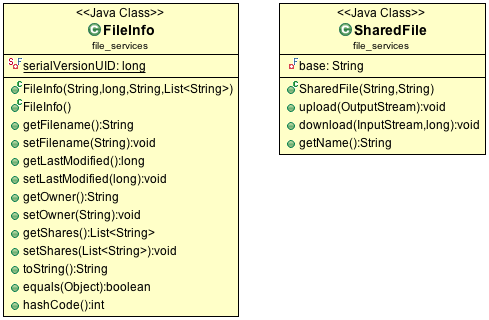 <<Java Class>>
FileInfo
file_services
serialVersionUID: long
FileInfo(String,long,String,List<String>)
FileInfo()
getFilename():String
setFilename(String):void
getLastModified():long
setLastModified(long):void
getOwner():String
setOwner(String):void
getShares():List<String>
setShares(List<String>):void
toString():String
equals(Object):boolean
hashCode():int
<<Java Class>>
SharedFile
file_services
base: String
SharedFile(String,String)
upload(OutputStream):void
download(InputStream,long):void
getName():String